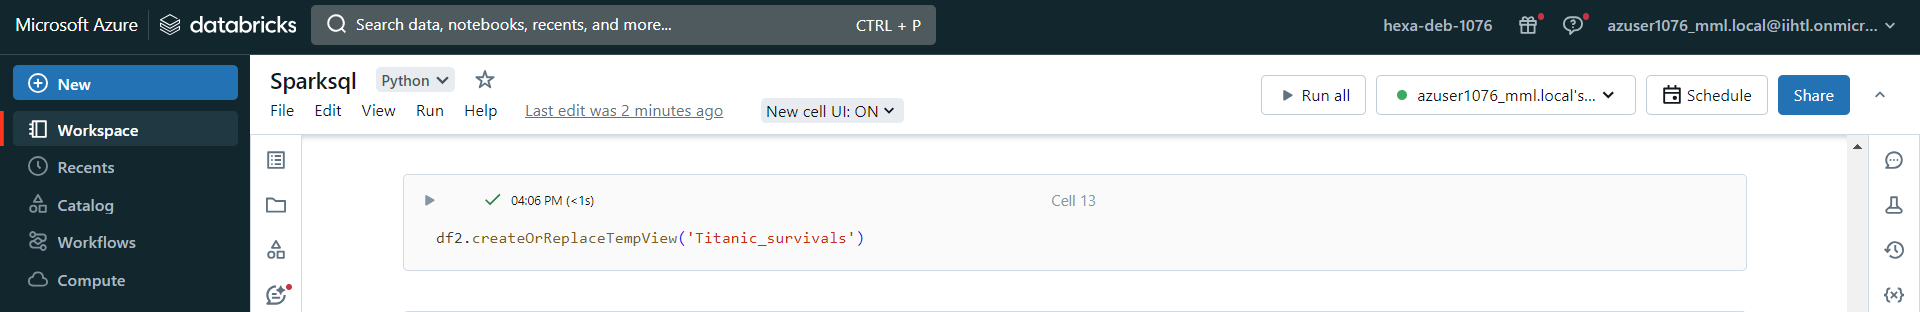 Microsoft Azure databricks Search data, notebooks, recents, and more... CTRL + P hexa-deb-1076 azuser1076_mml.local@iihtl.onmicr...
New
Workspace
Recents
Catalog
Workflows
Compute
Sparksql Python
File Edit View Run Help Last edit was 2 minutes ago New cell UI: ON
Run all azuser1076_mml.local's... Schedule Share
04:06 PM (<1s) Cell 13
df2.createOrReplaceTempView('Titanic_survivals')